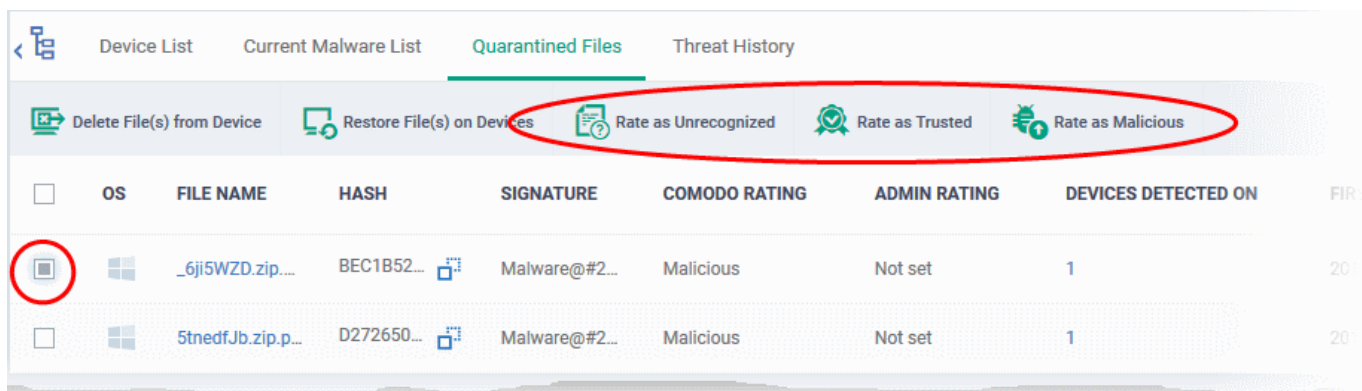 Device List Current Malware List Quarantined Files Threat History
Delete File(s) from Device Restore File(s) on Devices Rate as Unrecognized Rate as Trusted Rate as Malicious
OS FILE NAME HASH SIGNATURE COMODO RATING ADMIN RATING DEVICES DETECTED ON
_6ji5WZD.zip.... BEC1B52... Malware@#2... Malicious Not set 1
5tnedfJb.zip.p... D272650... Malware@#2... Malicious Not set 1